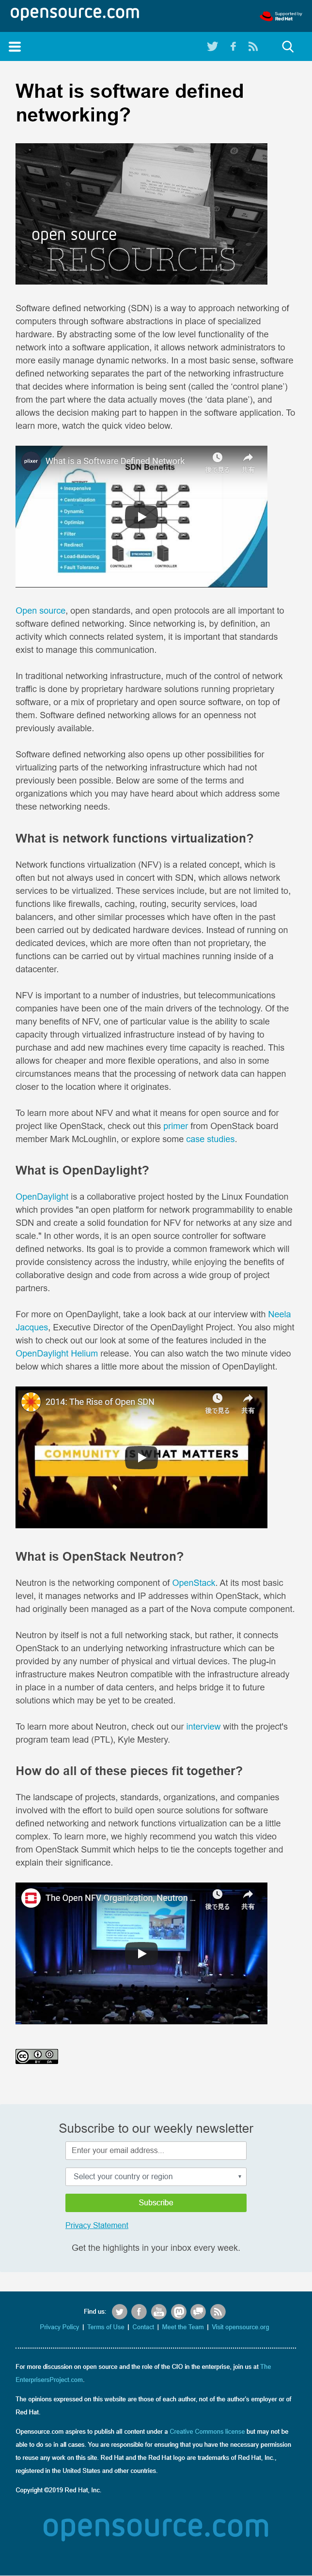 opensource.com
Supported by
Red Hat
What is software defined
networking?
open source
RESOURCES
Software defined networking (SDN) is a way to approach networking of
computers through software abstractions in place of specialized
hardware. By abstracting some of the low level functionality of the
network into a software application, it allows network administrators to
more easily manage dynamic networks. In a most basic sense, software
defined networking separates the part of the networking infrastructure
that decides where information is being sent (called the ‘control plane’)
from the part where the data actually moves (the ‘data plane’), and
allows the decision making part to happen in the software application. To
learn more, watch the quick video below.
plixer
What is a Software Defined Network
後で見る
共有
SDN Benefits
Inexpensive
Centralization
Dynamic
Optimize
Filter
Redirect
Load-Balancing
Fault Tolerance
CONTROLLER
CONTROLLER
Open source, open standards, and open protocols are all important to
software defined networking. Since networking is, by definition, an
activity which connects related system, it is important that standards
exist to manage this communication.
In traditional networking infrastructure, much of the control of network
traffic is done by proprietary hardware solutions running proprietary
software, or a mix of proprietary and open source software, on top of
them. Software defined networking allows for an openness not
previously available.
Software defined networking also opens up other possibilities for
virtualizing parts of the networking infrastructure which had not
previously been possible. Below are some of the terms and
organizations which you may have heard about which address some
these networking needs.
What is network functions virtualization?
Network functions virtualization (NFV) is a related concept, which is
often but not always used in concert with SDN, which allows network
services to be virtualized. These services include, but are not limited to,
functions like firewalls, caching, routing, security services, load
balancers, and other similar processes which have often in the past
been carried out by dedicated hardware devices. Instead of running on
dedicated devices, which are more often than not proprietary, these
functions can be carried out by virtual machines running inside of a
datacenter.
NFV is important to a number of industries, but telecommunications
companies have been one of the main drivers of the technology. Of the
many benefits of NFV, one of particular value is the ability to scale
capacity through virtalized infrastructure instead of by having to
purchase and add new machines every time capacity is reached. This
allows for cheaper and more flexible operations, and also in some
circumstances means that the processing of network data can happen
closer to the location where it originates.
To learn more about NFV and what it means for open source and for
project like OpenStack, check out this primer from OpenStack board
member Mark McLoughlin, or explore some case studies.
What is OpenDaylight?
OpenDaylight is a collaborative project hosted by the Linux Foundation
which provides "an open platform for network programmability to enable
SDN and create a solid foundation for NFV for networks at any size and
scale." In other words, it is an open source controller for software
defined networks. Its goal is to provide a common framework which will
provide consistency across the industry, while enjoying the benefits of
collaborative design and code from across a wide group of project
partners.
For more on OpenDaylight, take a look back at our interview with Neela
Jacques, Executive Director of the OpenDaylight Project. You also might
wish to check out our look at some of the features included in the
OpenDaylight Helium release. You can also watch the two minute video
below which shares a little more about the mission of OpenDaylight.
2014: The Rise of Open SDN
後で見る
共有
COMMUNITY IS WHAT MATTERS
What is OpenStack Neutron?
Neutron is the networking component of OpenStack. At its most basic
level, it manages networks and IP addresses within OpenStack, which
had originally been managed as a part of the Nova compute component.
Neutron by itself is not a full networking stack, but rather, it connects
OpenStack to an underlying networking infrastructure which can be
provided by any number of physical and virtual devices. The plug-in
infrastructure makes Neutron compatible with the infrastructure already
in place in a number of data centers, and helps bridge it to future
solutions which may be yet to be created.
To learn more about Neutron, check out our interview with the project's
program team lead (PTL), Kyle Mestery.
How do all of these pieces fit together?
The landscape of projects, standards, organizations, and companies
involved with the effort to build open source solutions for software
defined networking and network functions virtualization can be a little
complex. To learn more, we highly recommend you watch this video
from OpenStack Summit which helps to tie the concepts together and
explain their significance.
The Open NFV Organization, Neutron ...
後で見る
共有
cc
BY SA
Subscribe to our weekly newsletter
Enter your email address...
Select your country or region
Subscribe
Privacy Statement
Get the highlights in your inbox every week.
Find us:
Privacy Policy | Terms of Use | Contact | Meet the Team | Visit opensource.org
For more discussion on open source and the role of the CIO in the enterprise, join us at The
EnterprisersProject.com.
The opinions expressed on this website are those of each author, not of the author's employer or of
Red Hat.
Opensource.com aspires to publish all content under a Creative Commons license but may not be
able to do so in all cases. You are responsible for ensuring that you have the necessary permission
to reuse any work on this site. Red Hat and the Red Hat logo are trademarks of Red Hat, Inc.,
registered in the United States and other countries.
Copyright ©2019 Red Hat, Inc.
opensource.com